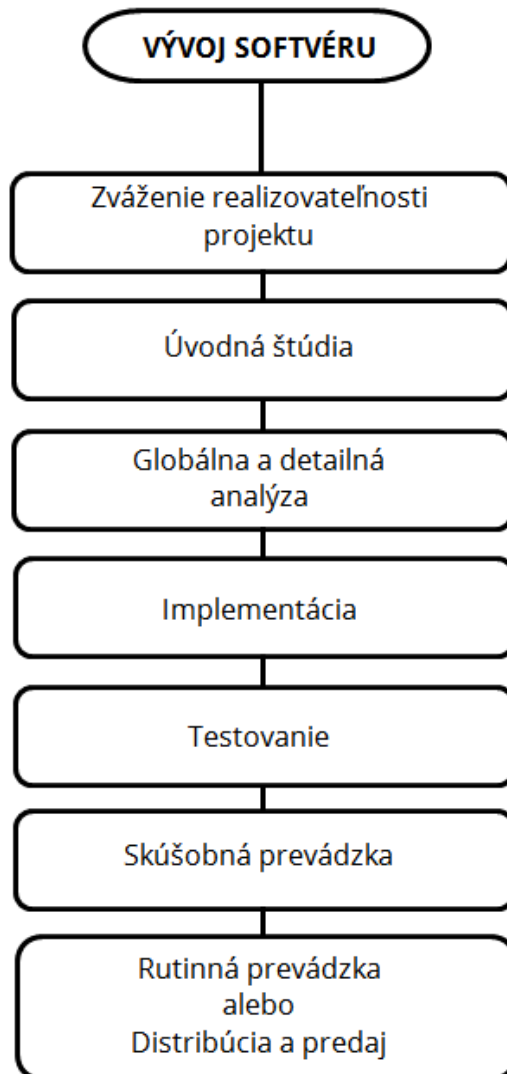 VÝVOJ SOFTVÉRU
Zváženie realizovateľnosti
projektu
Úvodná štúdia
Globálna a detailná
analýza
Implementácia
Testovanie
Skúšobná prevádzka
Rutinná prevádzka
alebo
Distribúcia a predaj